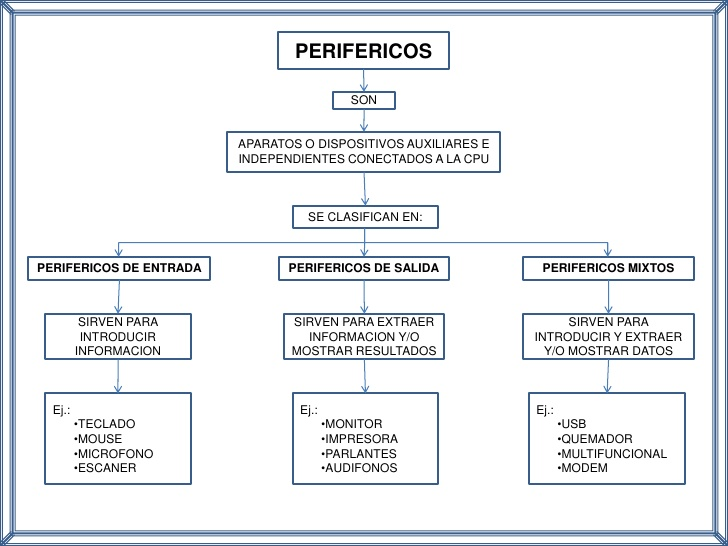 PERIFERICOS
SON
APARATOS O DISPOSITIVOS AUXILIARES E
INDEPENDIENTES CONECTADOS A LA CPU
SE CLASIFICAN EN:
PERIFERICOS DE ENTRADA
SIRVEN PARA
INTRODUCIR
INFORMACION
Ej.:
•TECLADO
•MOUSE
•MICROFONO
•ESCANER
PERIFERICOS DE SALIDA
SIRVEN PARA EXTRAER
INFORMACION Y/O
MOSTRAR RESULTADOS
Ej.:
•MONITOR
•IMPRESORA
•PARLANTES
•AUDIFONOS
PERIFERICOS MIXTOS
SIRVEN PARA
INTRODUCIR Y EXTRAER
Y/O MOSTRAR DATOS
Ej.:
•USB
•QUEMADOR
•MULTIFUNCIONAL
•MODEM